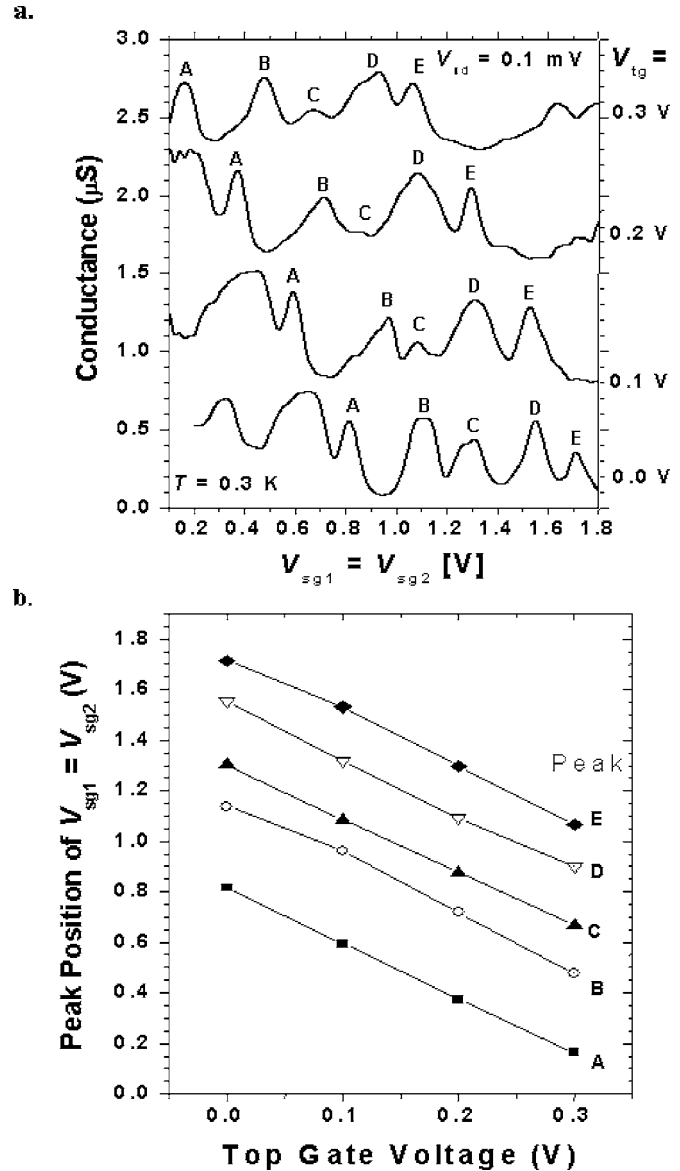 a.
Conductance (μS)
3.0
2.5
2.0
1.5
1.0
0.5
0.0
A B C D E
V_sd = 0.1 mV
V_tg =
0.3 V
A B C D E
0.2 V
A B C D E
0.1 V
A B C D E
0.0 V
T = 0.3 K
0.2 0.4 0.6 0.8 1.0 1.2 1.4 1.6 1.8
V_sg1 = V_sg2 [V]
b.
Peak Position of V_sg1 = V_sg2 (V)
1.8
1.6
1.4
1.2
1.0
0.8
0.6
0.4
0.2
0.0
Peak
E
D
C
B
A
0.0 0.1 0.2 0.3
Top Gate Voltage (V)